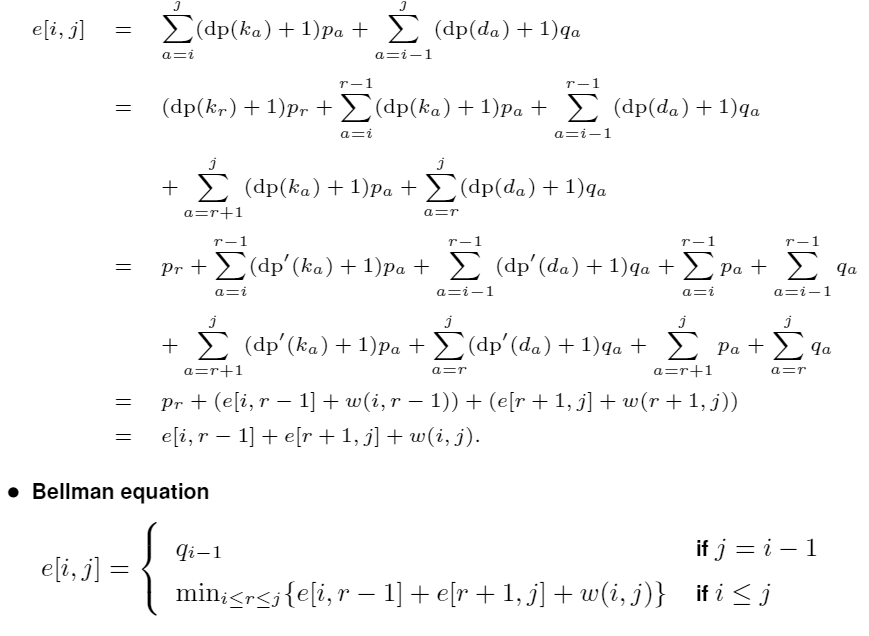 e[i, j] = ∑_{a=i}^{j} (dp(k_a) + 1)p_a + ∑_{a=i−1}^{j} (dp(d_a) + 1)q_a
= (dp(k_r) + 1)p_r + ∑_{a=i}^{r−1} (dp(k_a) + 1)p_a + ∑_{a=i−1}^{r−1} (dp(d_a) + 1)q_a
+ ∑_{a=r+1}^{j} (dp(k_a) + 1)p_a + ∑_{a=r}^{j} (dp(d_a) + 1)q_a
= p_r + ∑_{a=i}^{r−1} (dp′(k_a) + 1)p_a + ∑_{a=i−1}^{r−1} (dp′(d_a) + 1)q_a + ∑_{a=i}^{r−1} p_a + ∑_{a=i−1}^{r−1} q_a
+ ∑_{a=r+1}^{j} (dp′(k_a) + 1)p_a + ∑_{a=r}^{j} (dp′(d_a) + 1)q_a + ∑_{a=r+1}^{j} p_a + ∑_{a=r}^{j} q_a
= p_r + (e[i, r − 1] + w(i, r − 1)) + (e[r + 1, j] + w(r + 1, j))
= e[i, r − 1] + e[r + 1, j] + w(i, j).
● Bellman equation
e[i, j] = { q_{i−1} if j = i − 1
min_{i≤r≤j}{e[i, r − 1] + e[r + 1, j] + w(i, j)} if i ≤ j